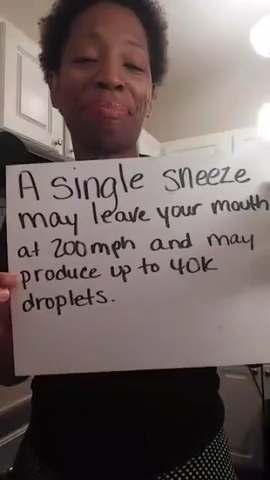 A single sneeze
may leave your mouth
at 200mph and may
produce up to 40K
droplets.